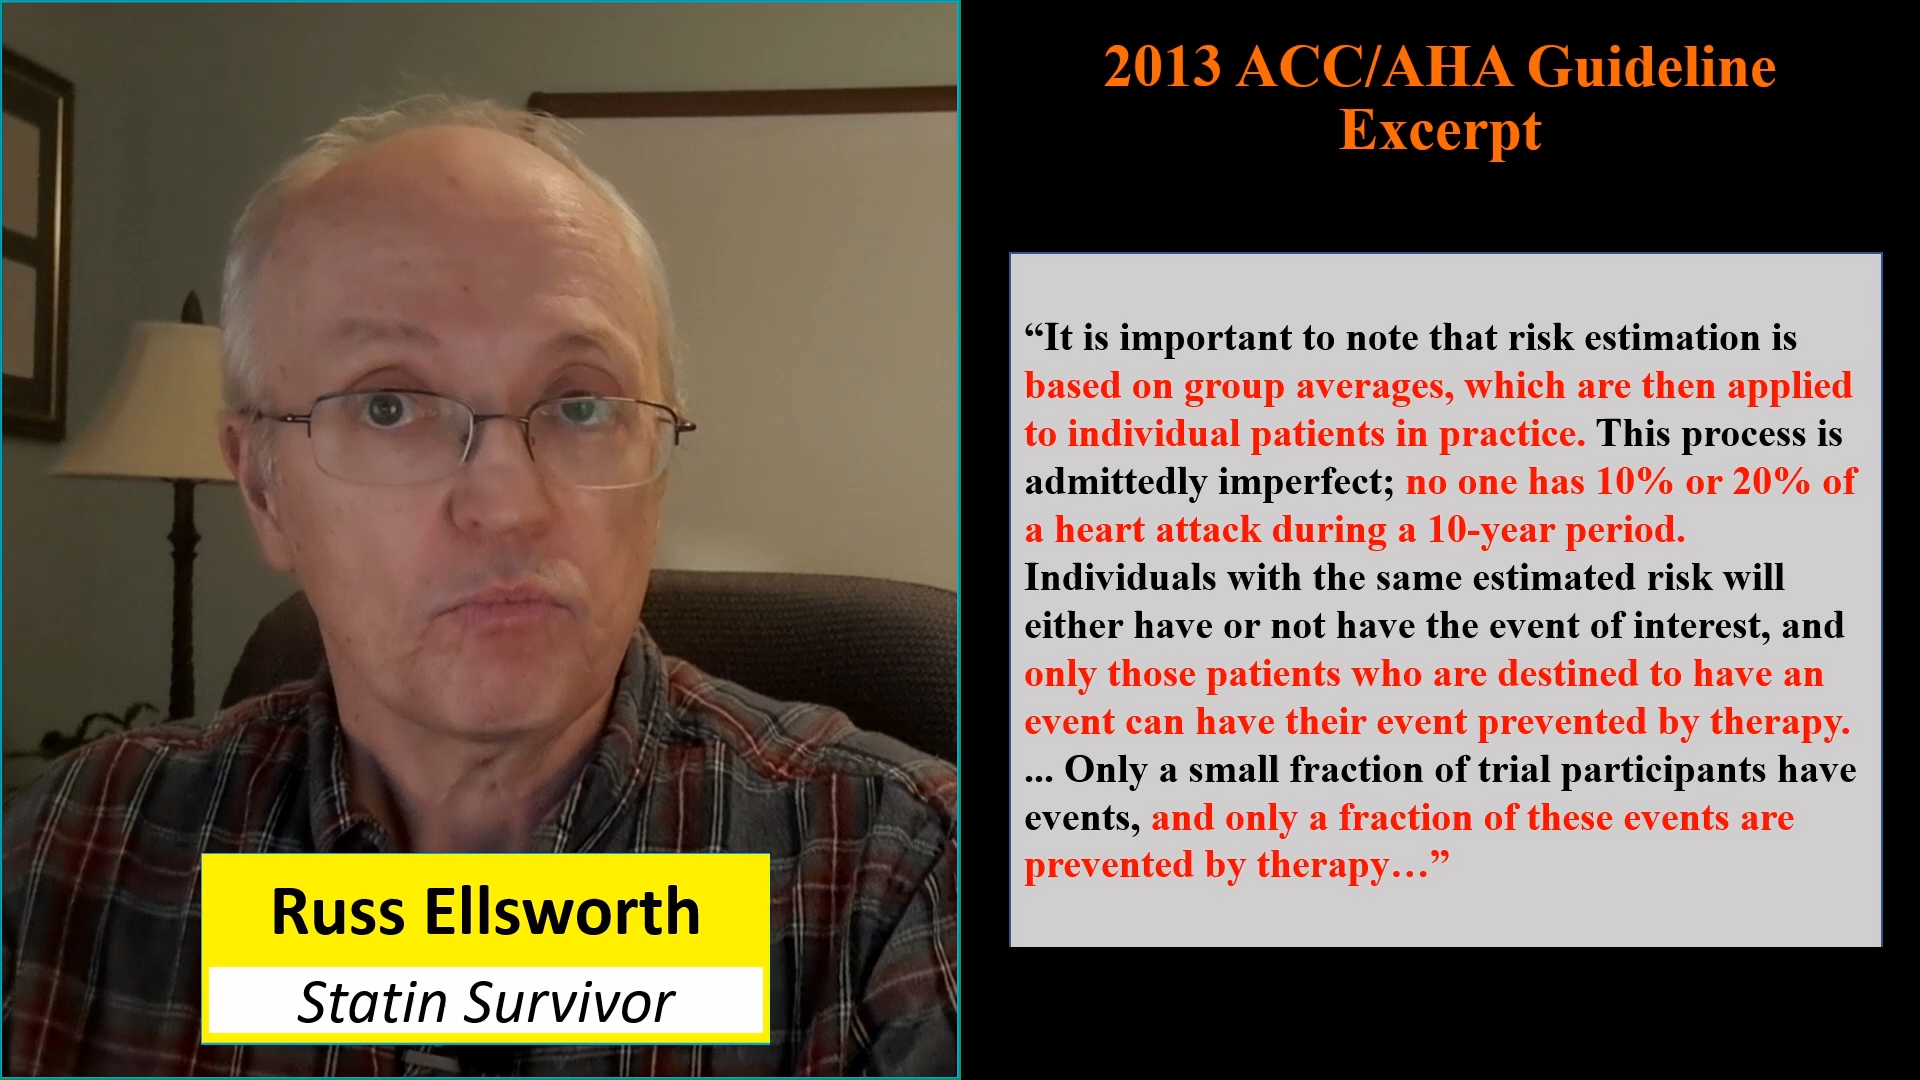 2013 ACC/AHA Guideline
Excerpt
“It is important to note that risk estimation is
based on group averages, which are then applied
to individual patients in practice. This process is
admittedly imperfect; no one has 10% or 20% of
a heart attack during a 10-year period.
Individuals with the same estimated risk will
either have or not have the event of interest, and
only those patients who are destined to have an
event can have their event prevented by therapy.
... Only a small fraction of trial participants have
events, and only a fraction of these events are
prevented by therapy…”
Russ Ellsworth
Statin Survivor